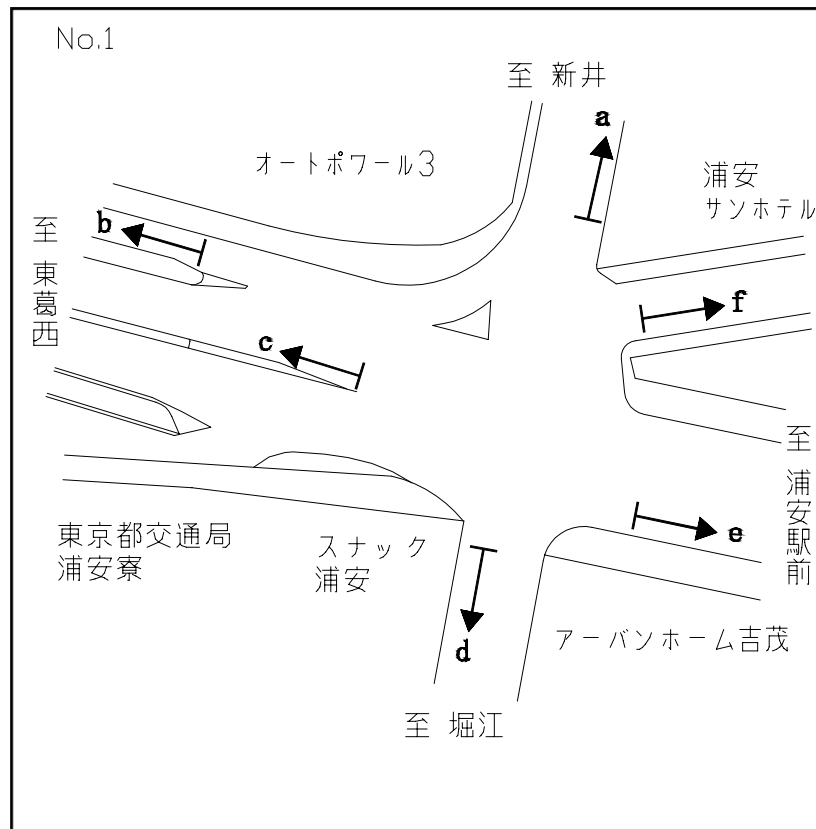 No.1
至 新井
a
オートポワール3
浦安
サンホテル
b
至 東葛西
f
c
至 浦安駅前
e
東京都交通局
浦安寮
スナック
浦安
d
アーバンホーム吉茂
至 堀江